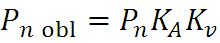 P_{n obl} = P_n K_A K_v